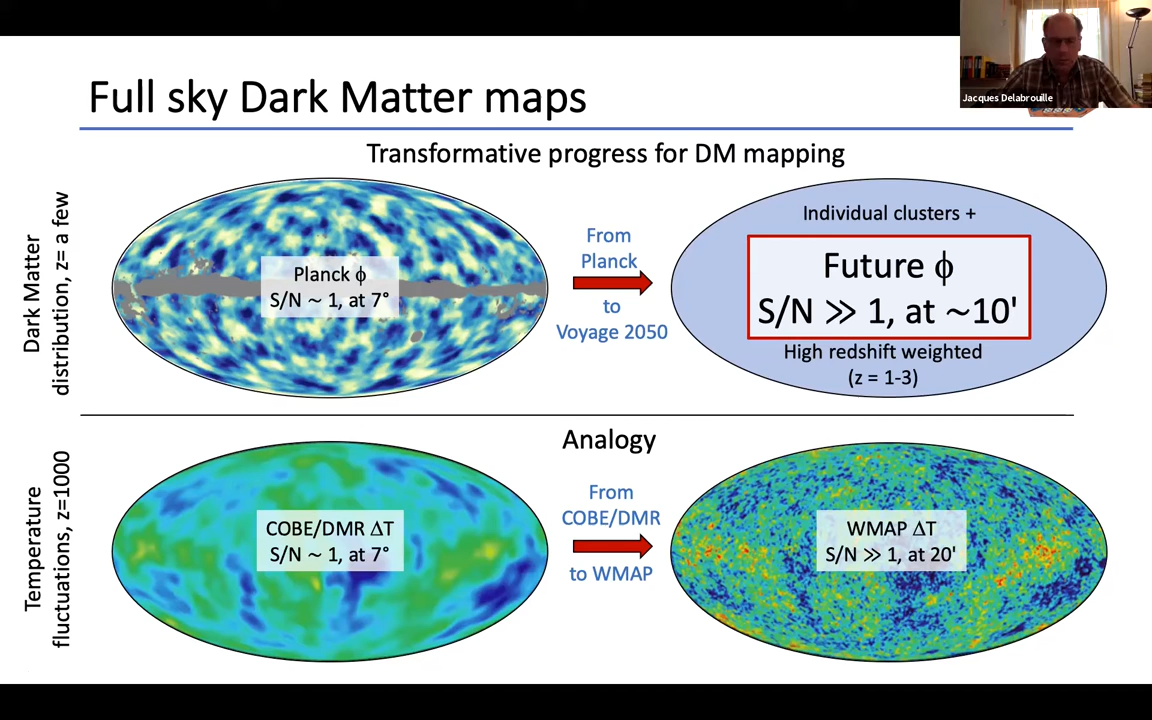 Jacques Delabrouille
Full sky Dark Matter maps
Transformative progress for DM mapping
Dark Matter
distribution, z= a few
Planck ϕ
S/N ∼ 1, at 7°
From
Planck
to
Voyage 2050
Individual clusters +
Future ϕ
S/N ≫ 1, at ∼10'
High redshift weighted
(z = 1-3)
Analogy
Temperature
fluctuations, z=1000
COBE/DMR ΔT
S/N ∼ 1, at 7°
From
COBE/DMR
to WMAP
WMAP ΔT
S/N ≫ 1, at 20'